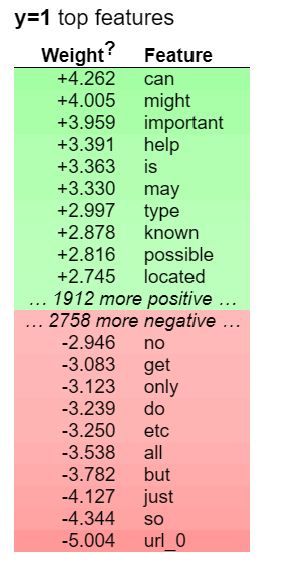 y=1 top features
Weight? Feature
+4.262 can
+4.005 might
+3.959 important
+3.391 help
+3.363 is
+3.330 may
+2.997 type
+2.878 known
+2.816 possible
+2.745 located
… 1912 more positive …
… 2758 more negative …
-2.946 no
-3.083 get
-3.123 only
-3.239 do
-3.250 etc
-3.538 all
-3.782 but
-4.127 just
-4.344 so
-5.004 url_0